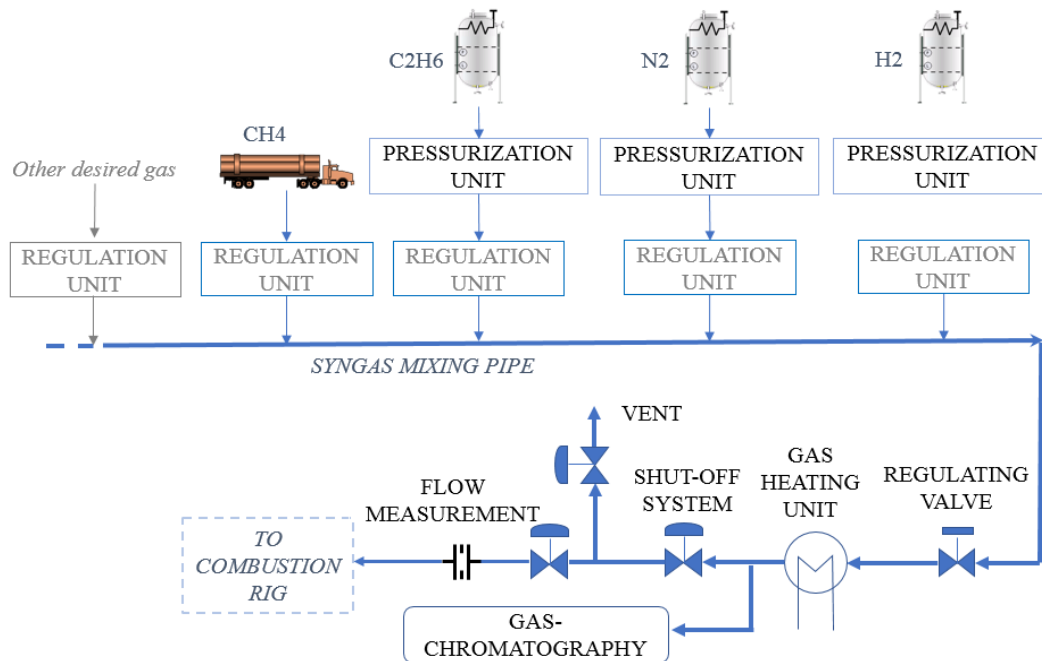 C2H6
N2
H2
CH4
Other desired gas
PRESSURIZATION
UNIT
PRESSURIZATION
UNIT
PRESSURIZATION
UNIT
REGULATION
UNIT
REGULATION
UNIT
REGULATION
UNIT
REGULATION
UNIT
REGULATION
UNIT
SYNGAS MIXING PIPE
VENT
FLOW
MEASUREMENT
SHUT-OFF
SYSTEM
GAS
HEATING
UNIT
REGULATING
VALVE
TO
COMBUSTION
RIG
GAS-
CHROMATOGRAPHY